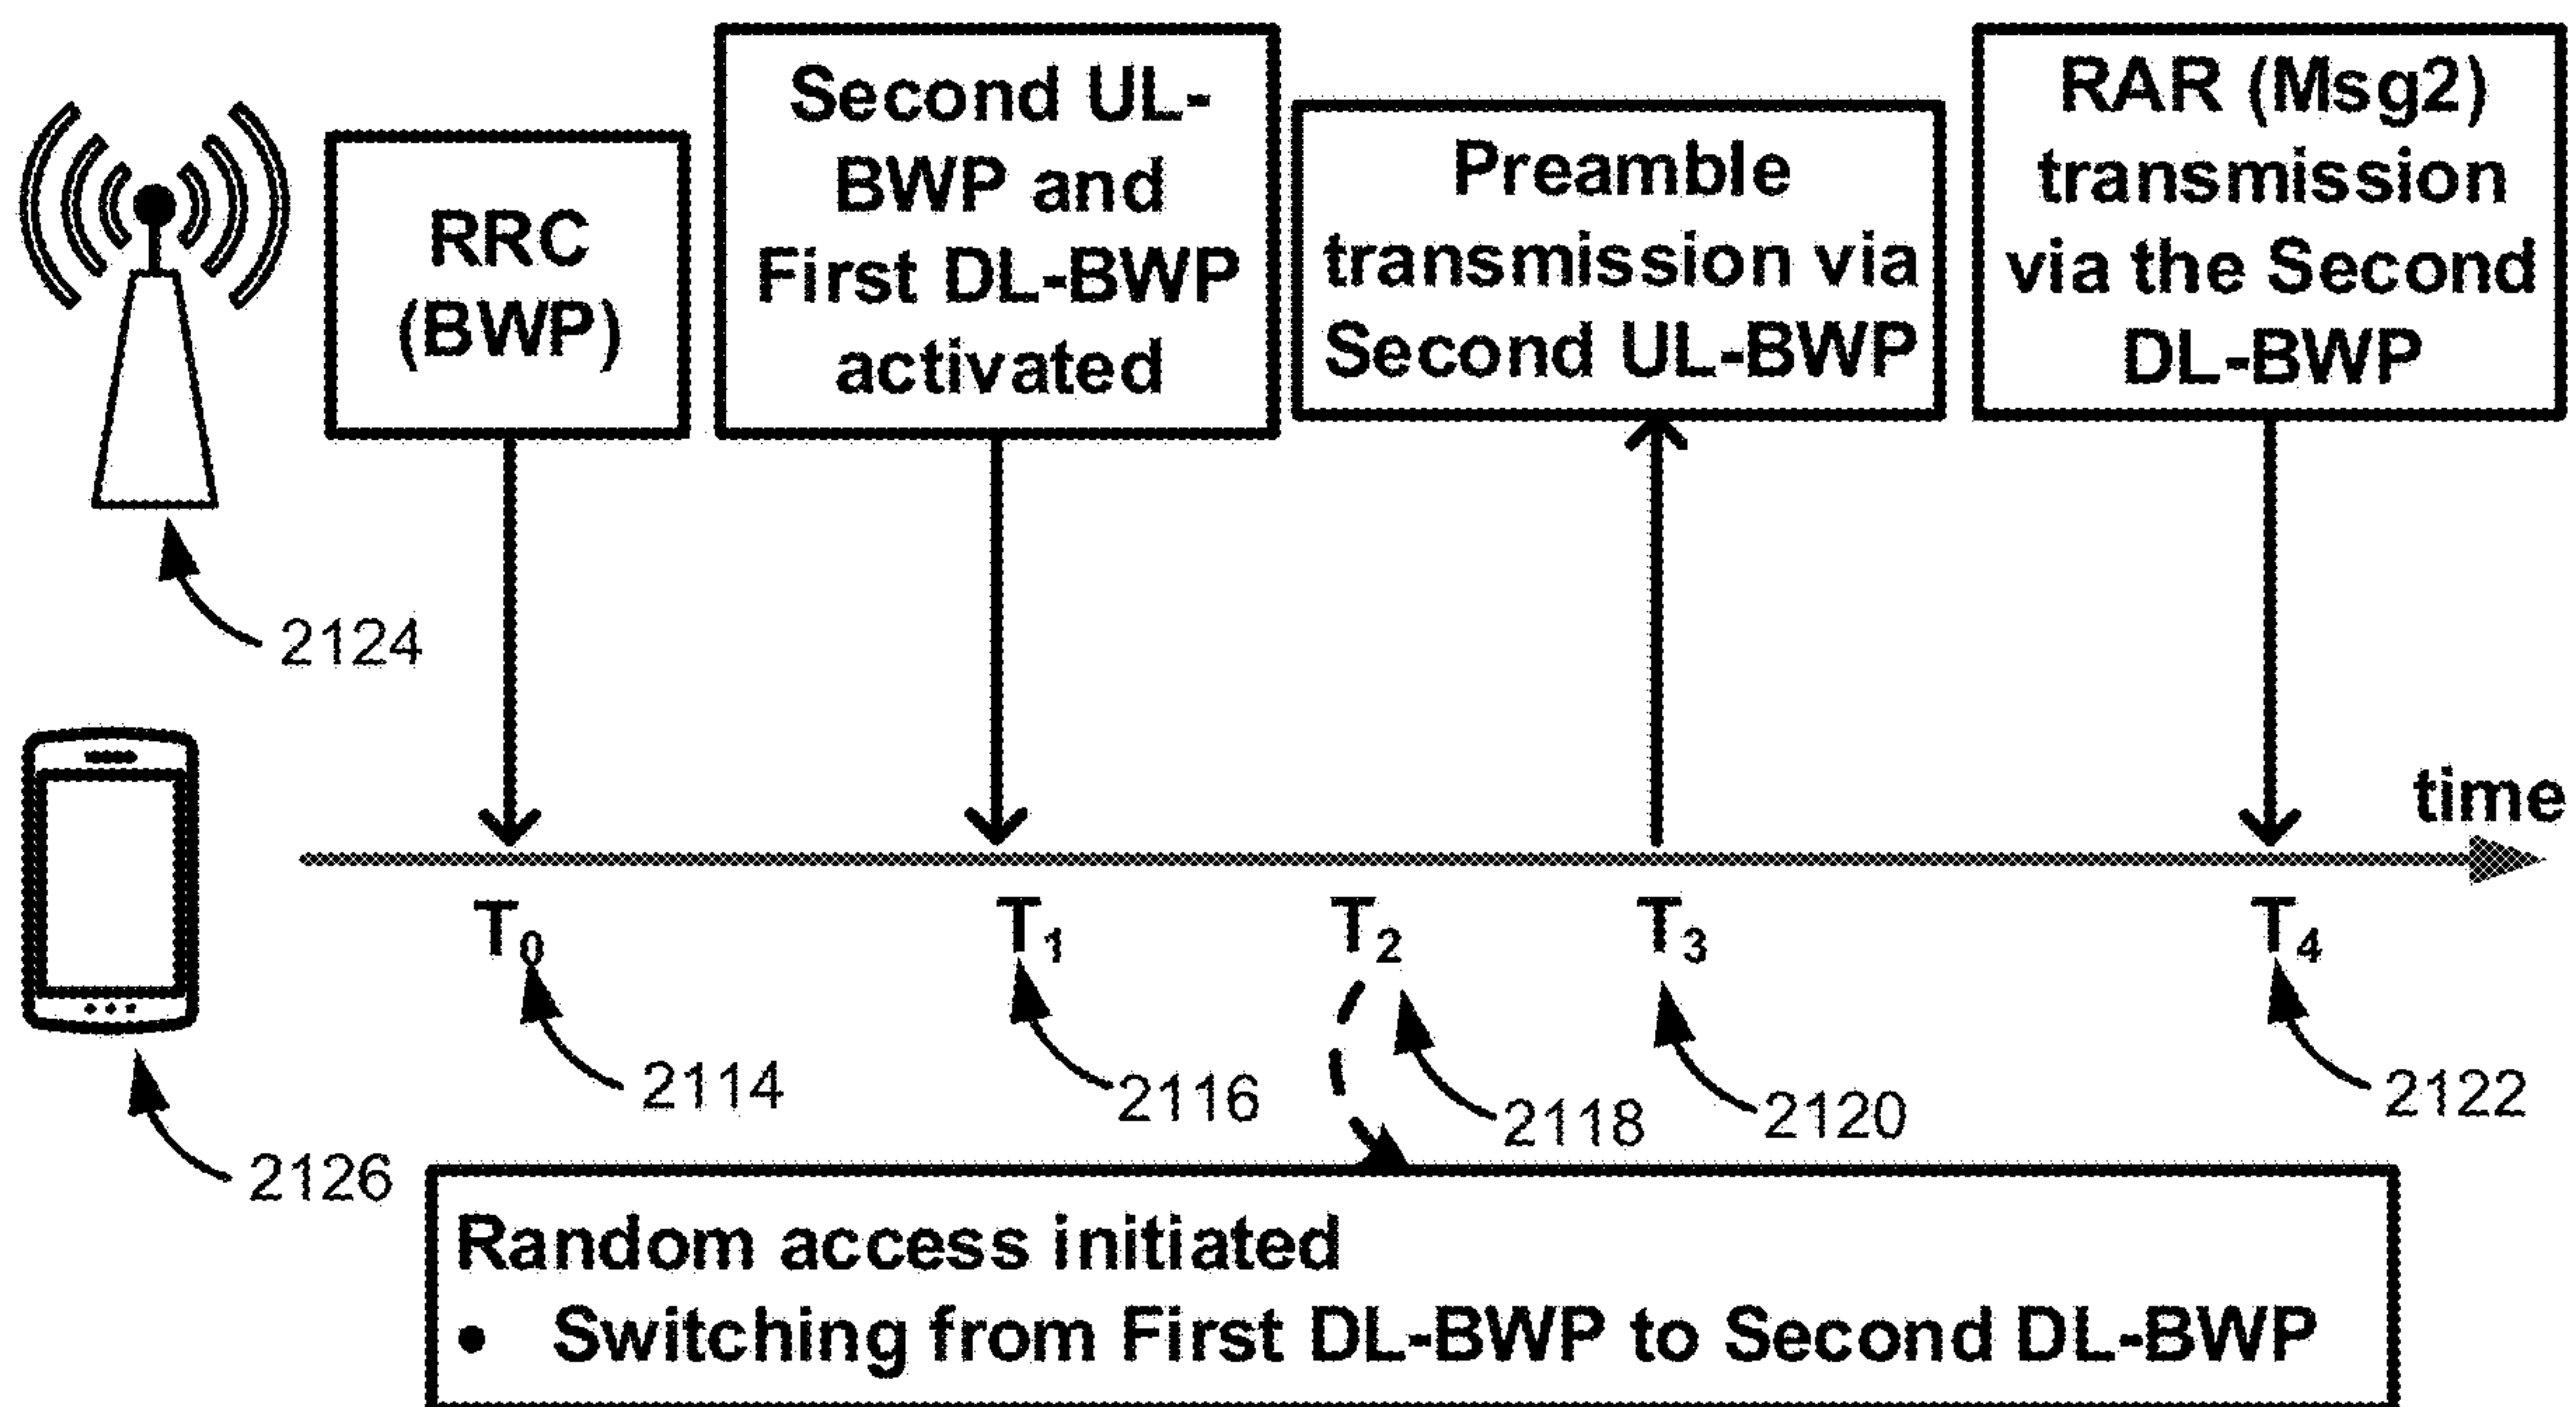 RRC
(BWP)
Second UL-
BWP and
First DL-BWP
activated
Preamble
transmission via
Second UL-BWP
RAR (Msg2)
transmission
via the Second
DL-BWP
2124
time
T0
T1
T2
T3
T4
2114
2116
2118
2120
2122
2126
Random access initiated
• Switching from First DL-BWP to Second DL-BWP